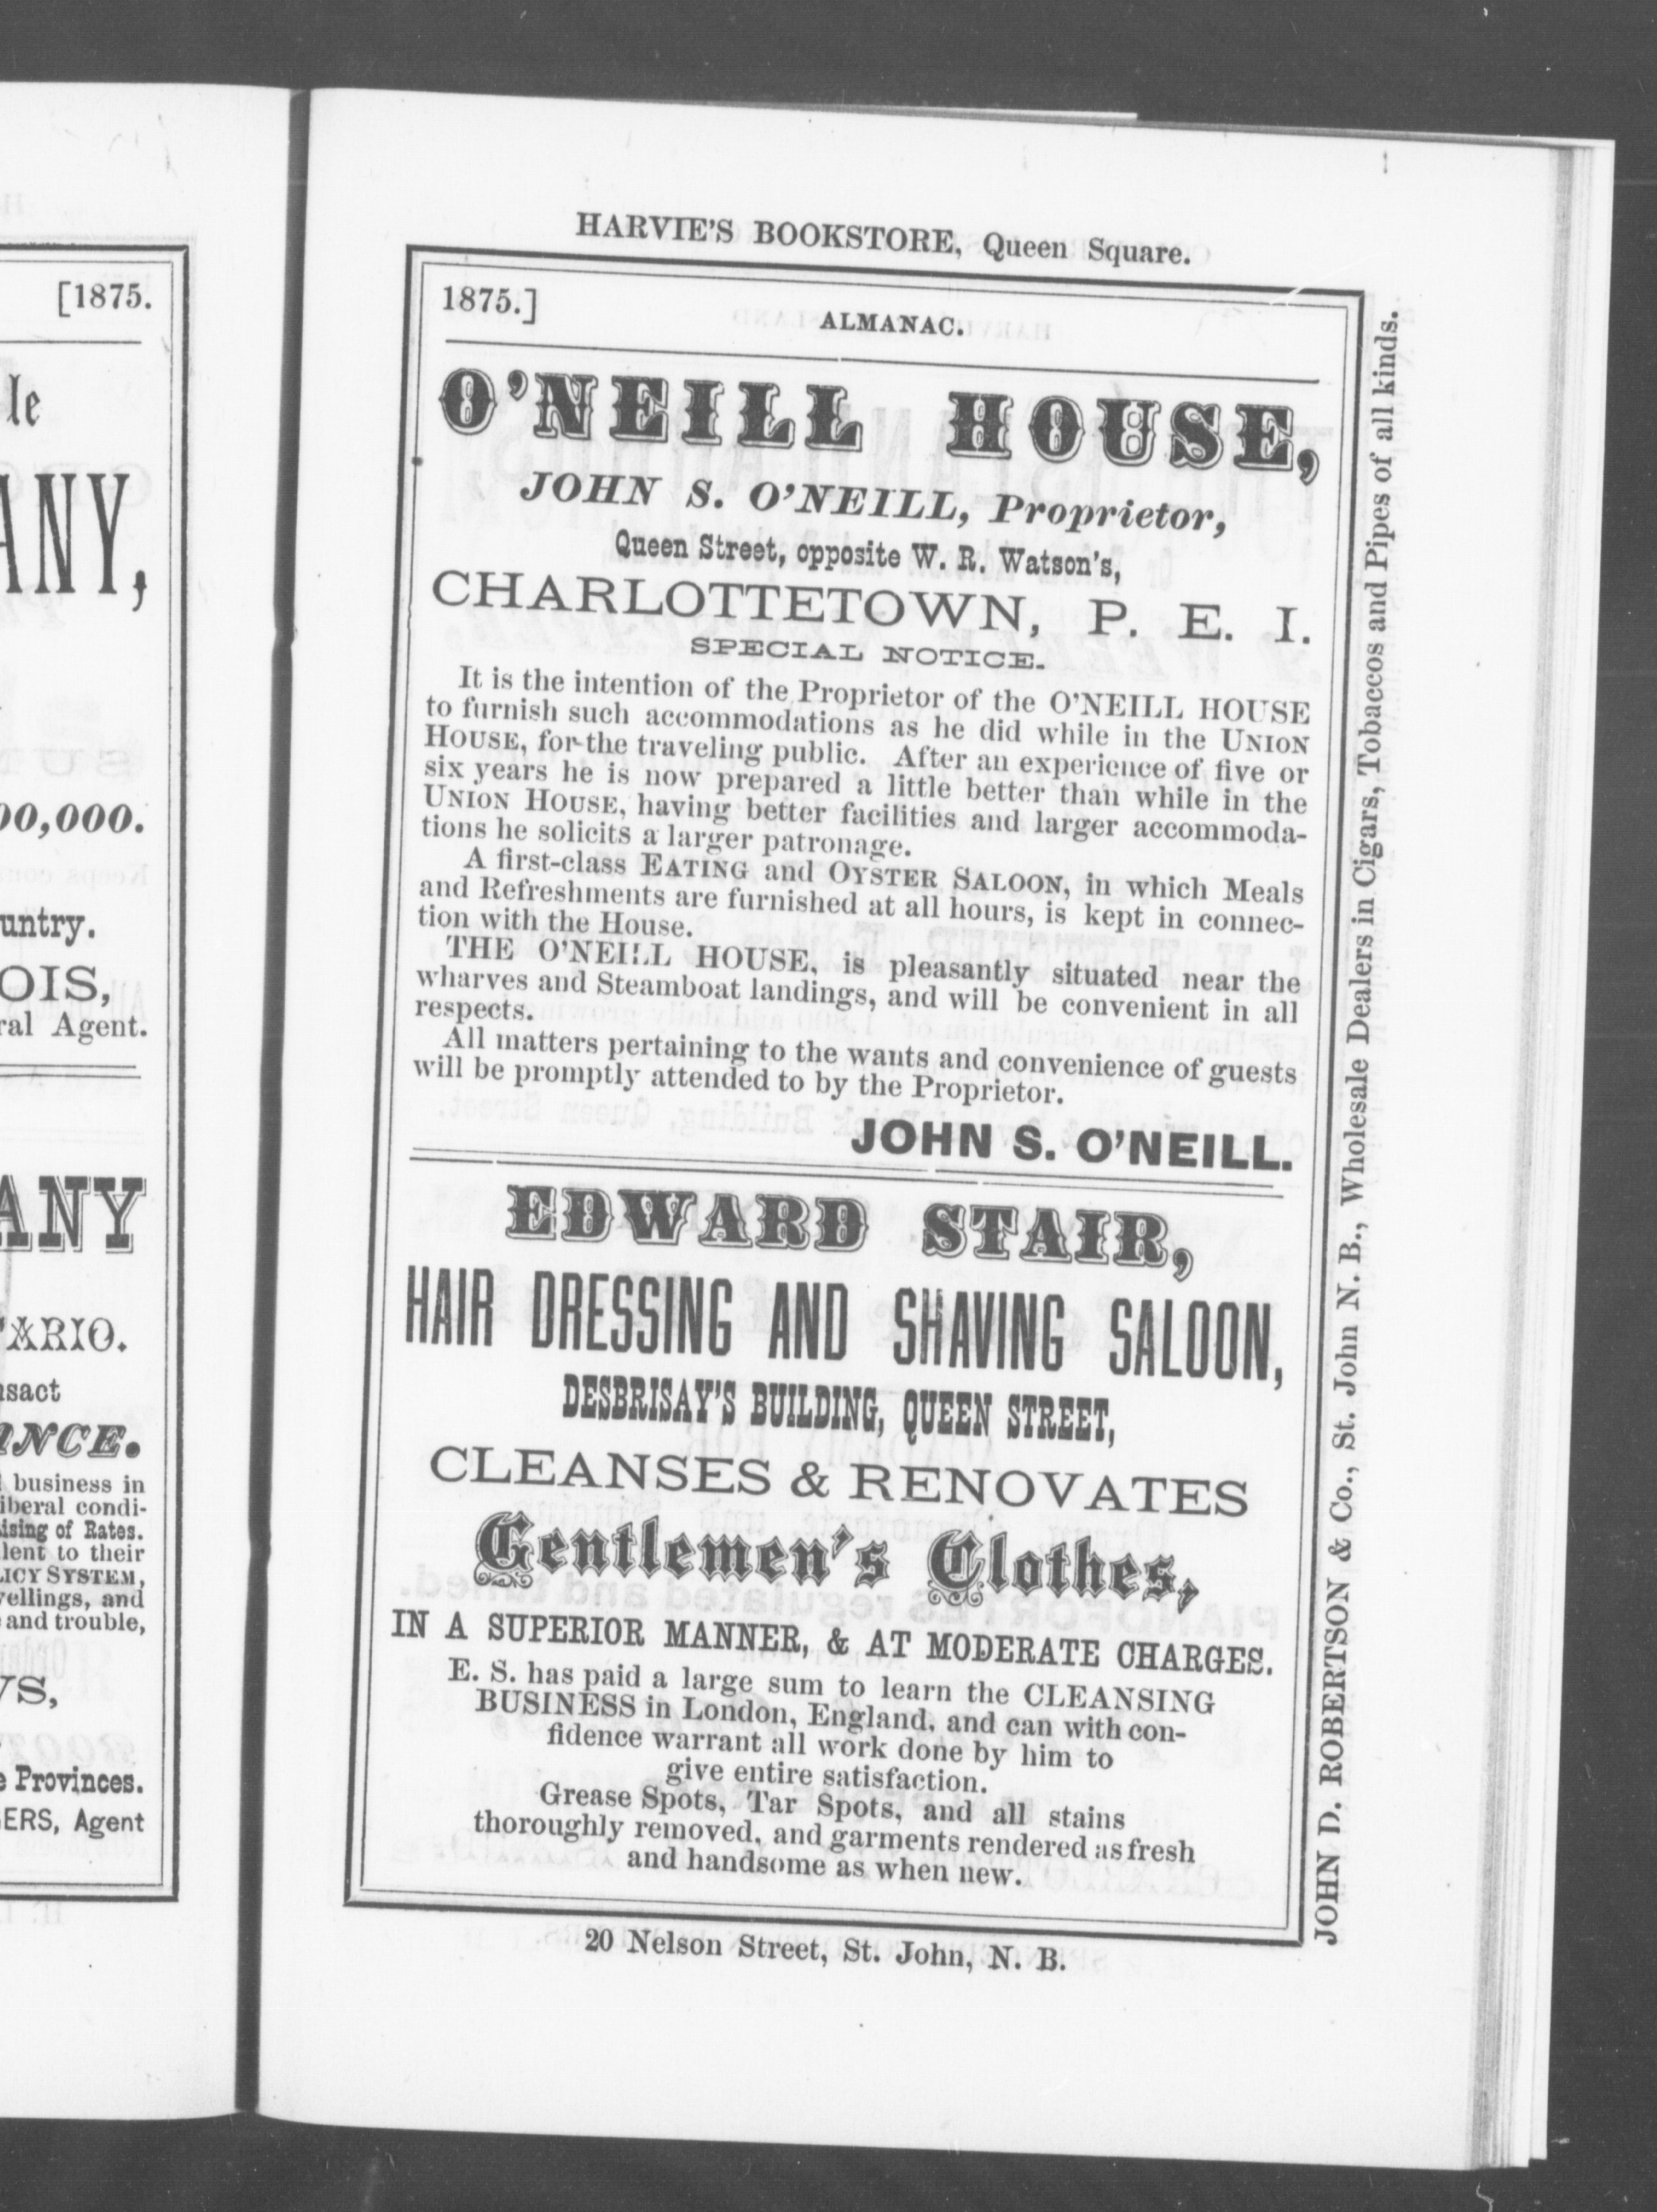 [1875.
le
ANY,
00,000.
untry.
OIS,
ral Agent.
ANY
TARIO.
nsact
ANCE.
business in
iberal condi-
ising of Rates.
lent to their
LICY SYSTEM,
vellings, and
and trouble,
YS,
e Provinces.
GERS, Agent
HARVIE'S BOOKSTORE, Queen Square.
1875.]
ALMANAC.
O'NEILL HOUSE,
JOHN S. O'NEILL, Proprietor,
Queen Street, opposite W. R. Watson's,
CHARLOTTETOWN, P. E. I.
SPECIAL NOTICE.
It is the intention of the Proprietor of the O'NEILL HOUSE
to furnish such accommodations as he did while in the UNION
HOUSE, for the traveling public. After an experience of five or
six years he is now prepared a little better than while in the
UNION HOUSE, having better facilities and larger accommoda-
tions he solicits a larger patronage.
A first-class EATING and OYSTER SALOON, in which Meals
and Refreshments are furnished at all hours, is kept in connec-
tion with the House.
THE O'NEILL HOUSE, is pleasantly situated near the
wharves and Steamboat landings, and will be convenient in all
respects.
All matters pertaining to the wants and convenience of guests
will be promptly attended to by the Proprietor.
JOHN S. O'NEILL.
EDWARD STAIR,
HAIR DRESSING AND SHAVING SALOON,
DESBRISAY'S BUILDING, QUEEN STREET,
CLEANSES & RENOVATES
Gentlemen's Clothes,
IN A SUPERIOR MANNER, & AT MODERATE CHARGES.
E. S. has paid a large sum to learn the CLEANSING
BUSINESS in London, England, and can with con-
fidence warrant all work done by him to
give entire satisfaction.
Grease Spots, Tar Spots, and all stains
thoroughly removed, and garments rendered as fresh
and handsome as when new.
20 Nelson Street, St. John, N. B.
JOHN D. ROBERTSON & Co., St. John N. B., Wholesale Dealers in Cigars, Tobaccos and Pipes of all kinds.